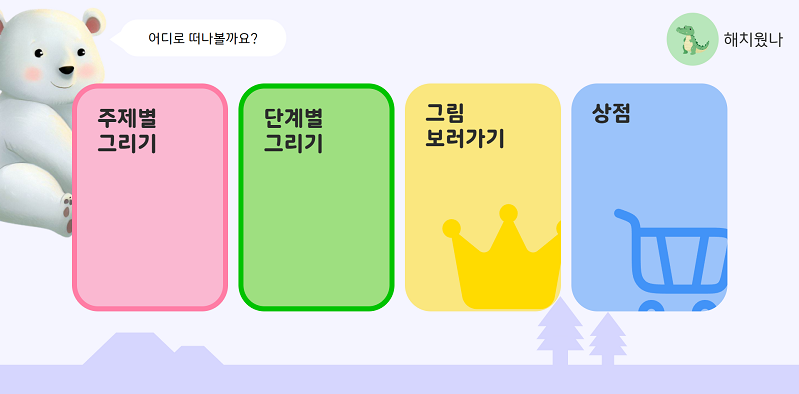 어디로 떠나볼까요?
해치웠나
주제별
그리기
단계별
그리기
그림
보러가기
상점